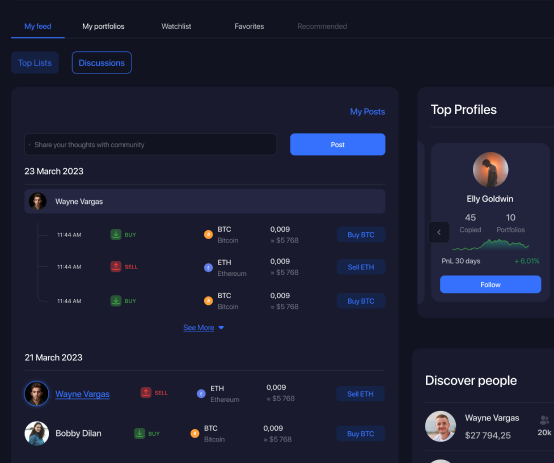 My feed
My portfolios
Watchlist
Favorites
Recommended
Top Lists
Discussions
My Posts
Share your thoughts with community
Post
23 March 2023
Wayne Vargas
11:44 AM BUY BTC 0,009 Buy BTC
Bitcoin ≈ $5 768
11:44 AM SELL ETH 0,009 Sell ETH
Ethereum ≈ $5 768
11:44 AM BUY BTC 0,009 Buy BTC
Bitcoin ≈ $5 768
See More
21 March 2023
Wayne Vargas SELL ETH 0,009 Sell ETH
Ethereum ≈ $5 768
Bobby Dilan BUY BTC 0,009 Buy BTC
Bitcoin ≈ $5 768
Top Profiles
Elly Goldwin
45 10
Copied Portfolios
PnL 30 days + 6,01%
Follow
Discover people
Wayne Vargas
$27 794,25 20k